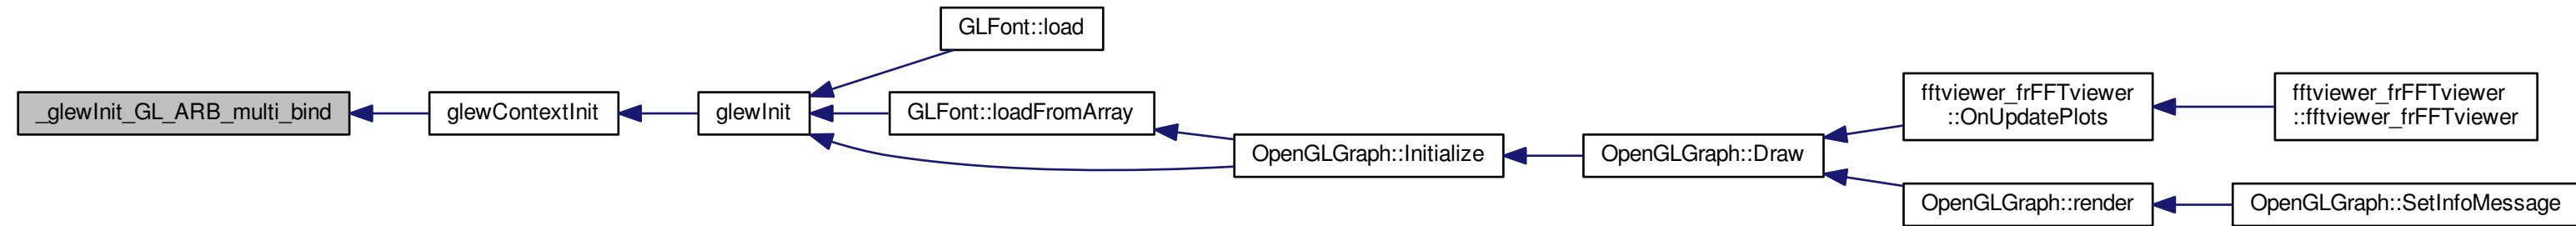 GLFont::load
_glewInit_GL_ARB_multi_bind
glewContextInit
glewInit
GLFont::loadFromArray
OpenGLGraph::Initialize
OpenGLGraph::Draw
fftviewer_frFFTviewer
::OnUpdatePlots
fftviewer_frFFTviewer
::fftviewer_frFFTviewer
OpenGLGraph::render
OpenGLGraph::SetInfoMessage